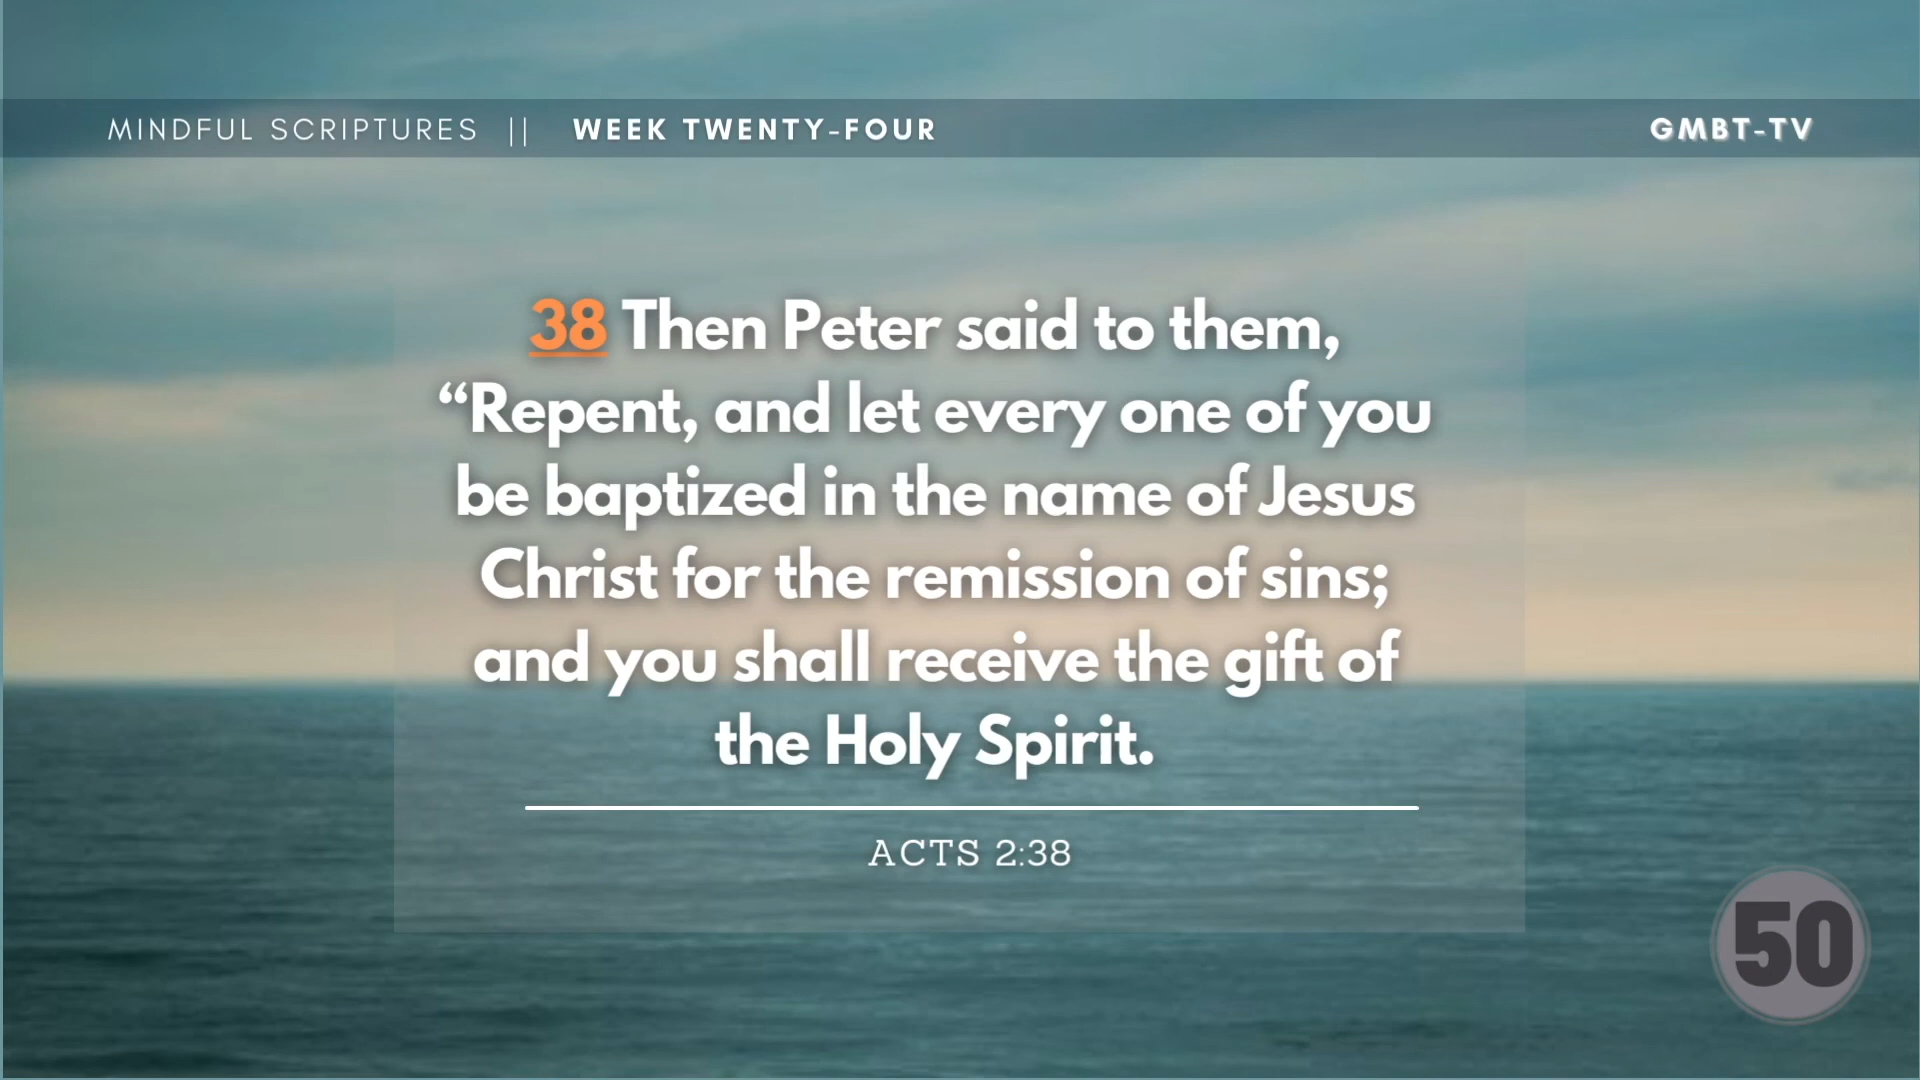 MINDFUL SCRIPTURES || WEEK TWENTY-FOUR
GMBT-TV
38 Then Peter said to them,
“Repent, and let every one of you
be baptized in the name of Jesus
Christ for the remission of sins;
and you shall receive the gift of
the Holy Spirit.
ACTS 2:38
50